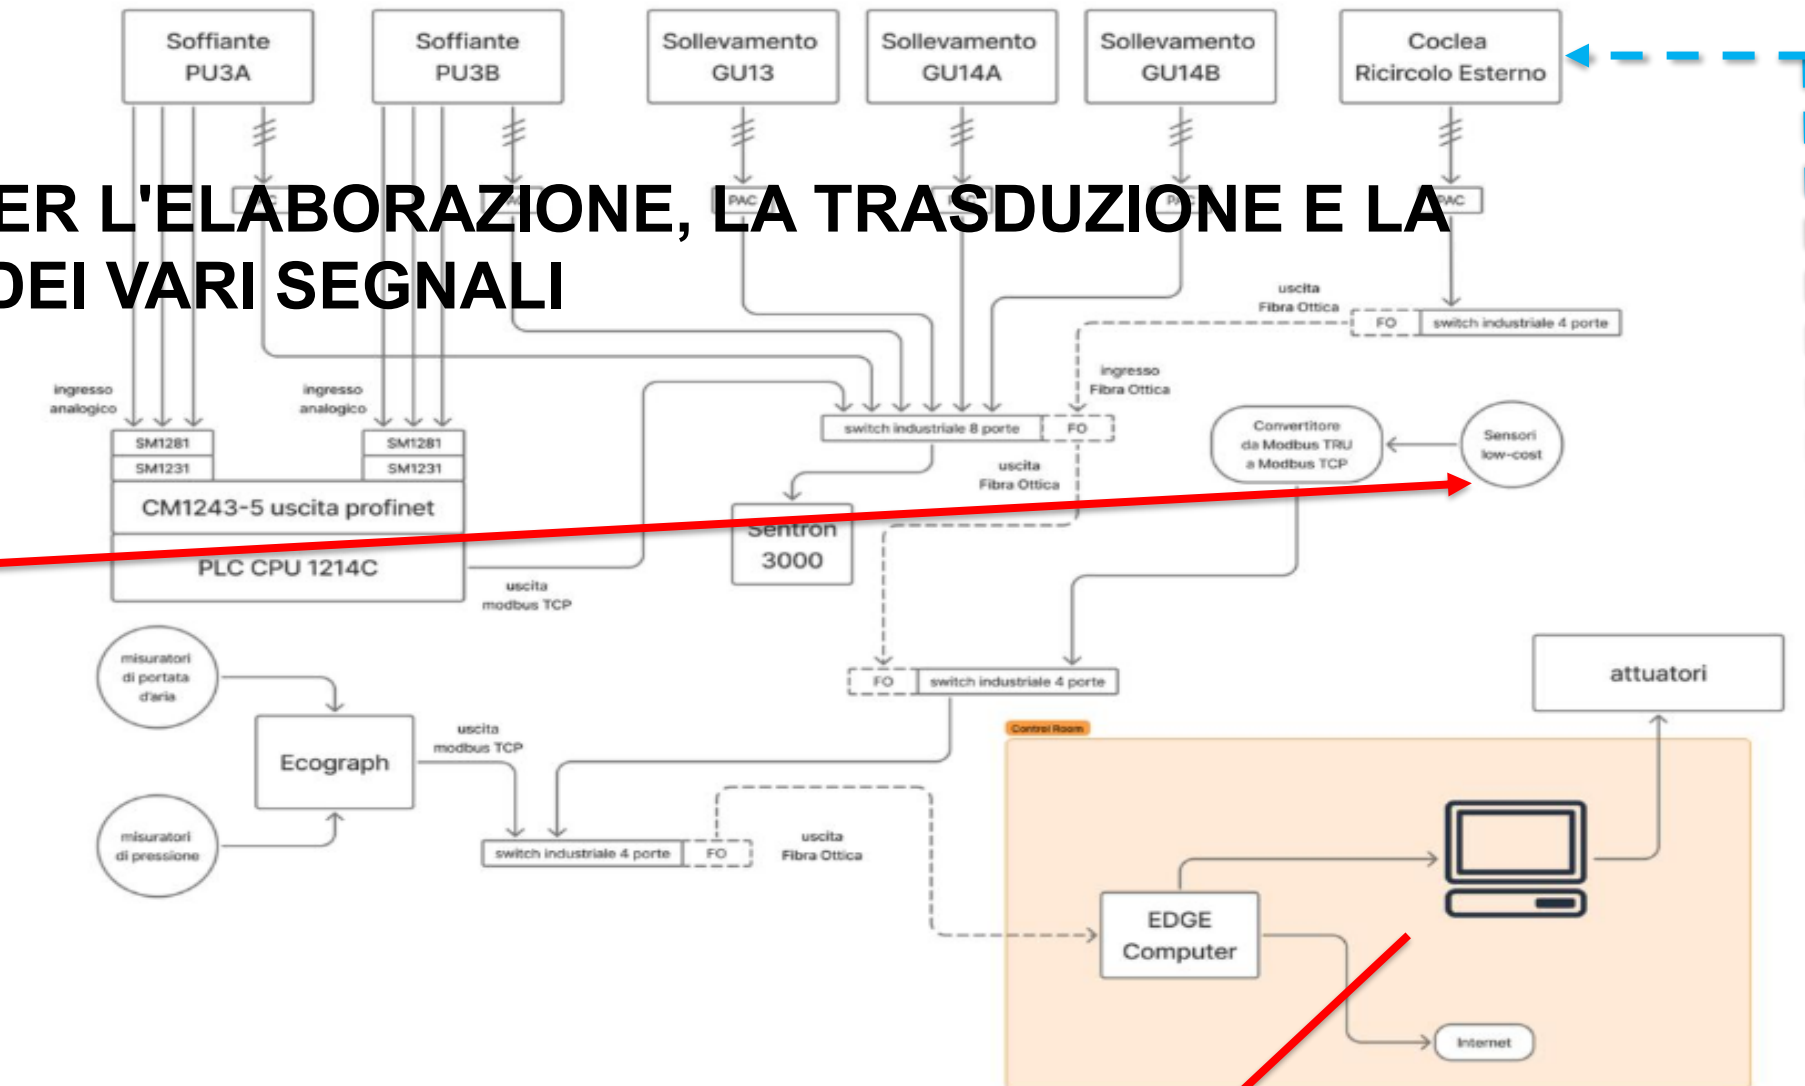 Soffiante
PU3A
Soffiante
PU3B
Sollevamento
GU13
Sollevamento
GU14A
Sollevamento
GU14B
Coclea
Ricircolo Esterno
ER L'ELABORAZIONE, LA TRASDUZIONE E LA
DEI VARI SEGNALI
PAC
PAC
PAC
uscita
Fibra Ottica
FO
switch industriale 4 porte
ingresso
analogico
ingresso
analogico
ingresso
Fibra Ottica
SM1281
SM1231
SM1281
SM1231
switch industriale 8 porte
FO
Convertitore
da Modbus TRU
a Modbus TCP
Sensori
low-cost
uscita
Fibra Ottica
CM1243-5 uscita profinet
PLC CPU 1214C
Sentron
3000
uscita
modbus TCP
misuratori
di portata
d'aria
FO
switch industriale 4 porte
attuatori
Control Room
uscita
modbus TCP
Ecograph
misuratori
di pressione
switch industriale 4 porte
FO
uscita
Fibra Ottica
EDGE
Computer
Internet